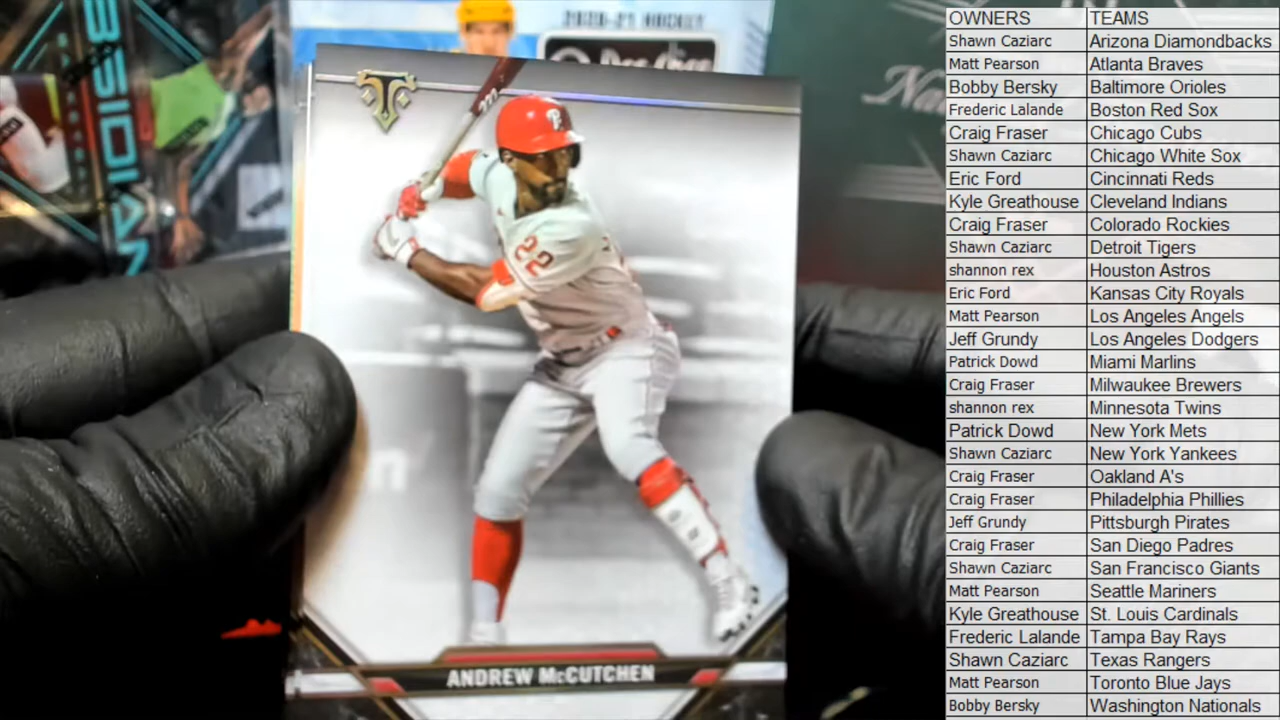 2020-21 HOCKEY
BSIDIAN
P
22
ANDREW McCUTCHEN
OWNERS TEAMS
Shawn Caziarc Arizona Diamondbacks
Matt Pearson Atlanta Braves
Bobby Bersky Baltimore Orioles
Frederic Lalande Boston Red Sox
Craig Fraser Chicago Cubs
Shawn Caziarc Chicago White Sox
Eric Ford Cincinnati Reds
Kyle Greathouse Cleveland Indians
Craig Fraser Colorado Rockies
Shawn Caziarc Detroit Tigers
shannon rex Houston Astros
Eric Ford Kansas City Royals
Matt Pearson Los Angeles Angels
Jeff Grundy Los Angeles Dodgers
Patrick Dowd Miami Marlins
Craig Fraser Milwaukee Brewers
shannon rex Minnesota Twins
Patrick Dowd New York Mets
Shawn Caziarc New York Yankees
Craig Fraser Oakland A's
Craig Fraser Philadelphia Phillies
Jeff Grundy Pittsburgh Pirates
Craig Fraser San Diego Padres
Shawn Caziarc San Francisco Giants
Matt Pearson Seattle Mariners
Kyle Greathouse St. Louis Cardinals
Frederic Lalande Tampa Bay Rays
Shawn Caziarc Texas Rangers
Matt Pearson Toronto Blue Jays
Bobby Bersky Washington Nationals